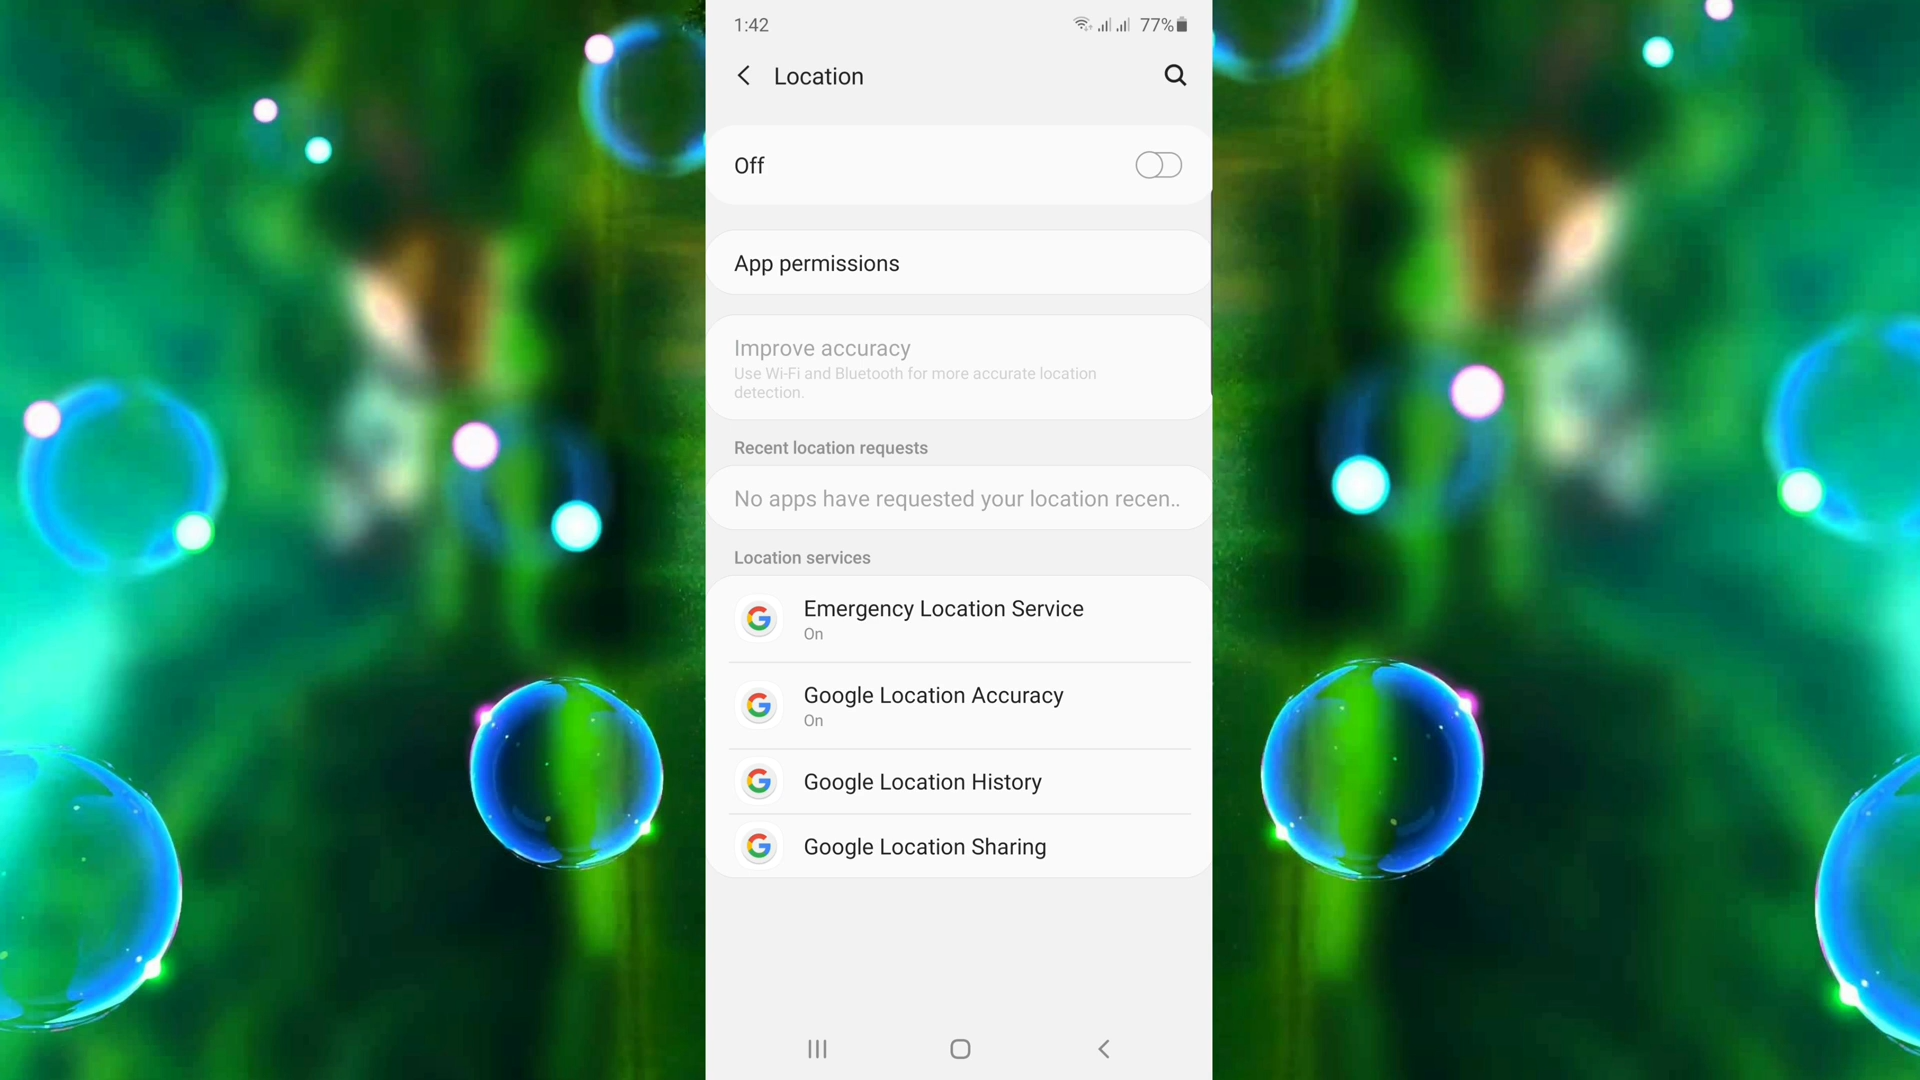 1:42
77%
Location
Off
App permissions
Improve accuracy
Use Wi-Fi and Bluetooth for more accurate location
detection.
Recent location requests
No apps have requested your location recen..
Location services
Emergency Location Service
On
Google Location Accuracy
On
Google Location History
Google Location Sharing